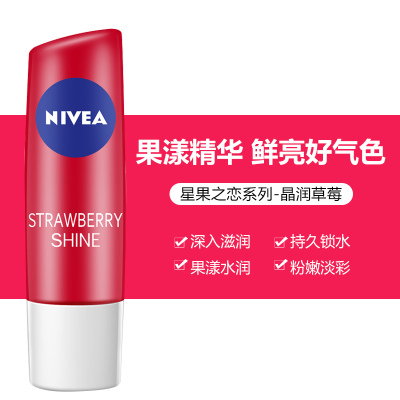 NIVEA
STRAWBERRY
SHINE
果漾精华 鲜亮好气色
星果之恋系列-晶润草莓
深入滋润
持久锁水
果漾水润
粉嫩淡彩